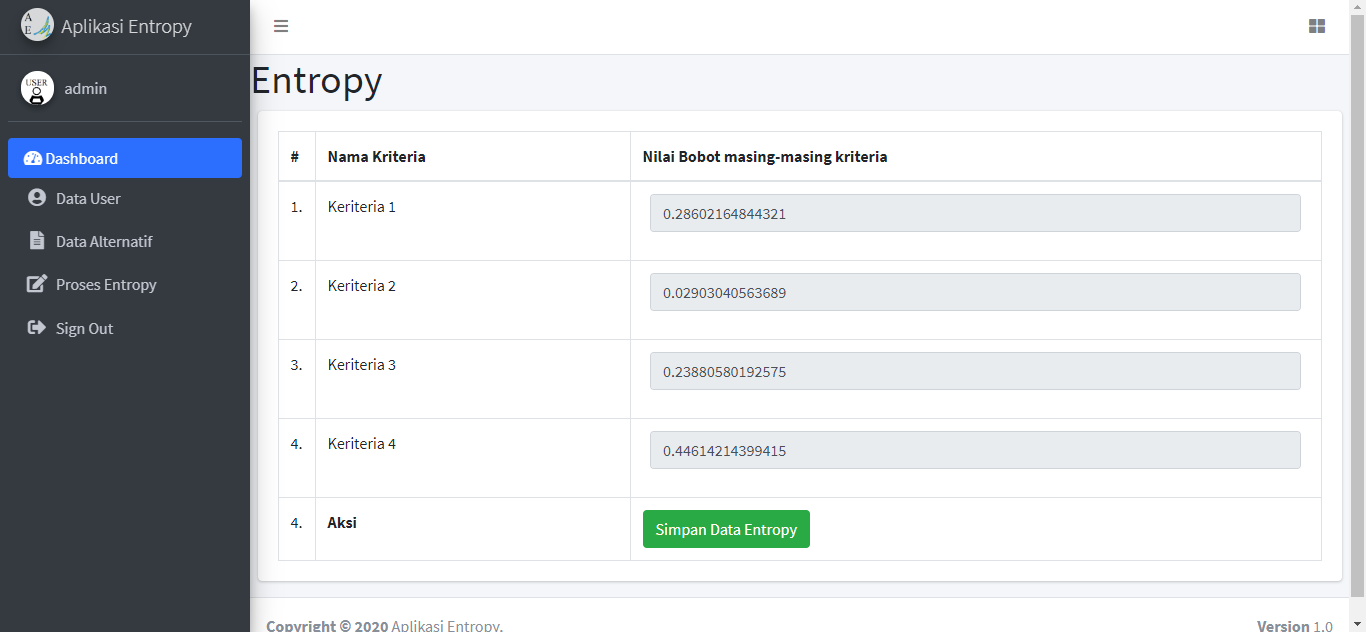 A
E
Aplikasi Entropy
USER
admin
Dashboard
Data User
Data Alternatif
Proses Entropy
Sign Out
Entropy
# Nama Kriteria Nilai Bobot masing-masing kriteria
1. Keriteria 1 0.28602164844321
2. Keriteria 2 0.02903040563689
3. Keriteria 3 0.23880580192575
4. Keriteria 4 0.44614214399415
4. Aksi Simpan Data Entropy
Copyright © 2020 Aplikasi Entropy. Version 1.0